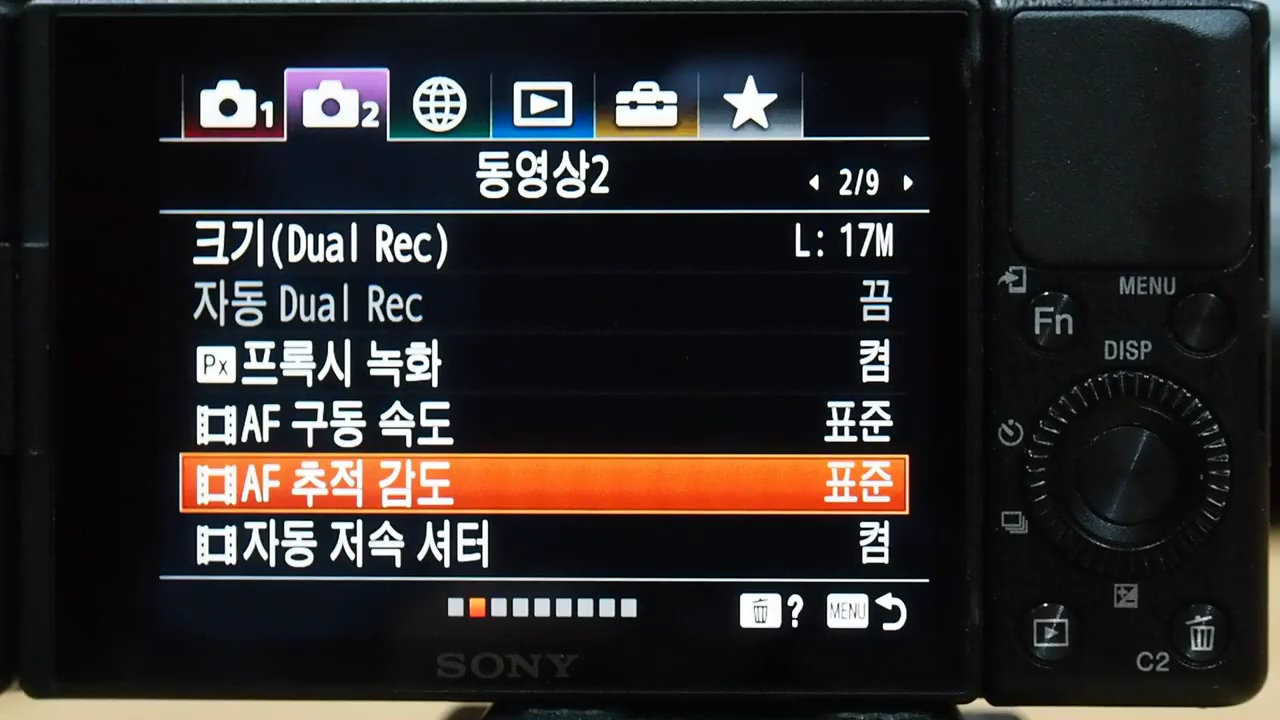 1
2
동영상2
2/9
크기(Dual Rec) L: 17M
자동 Dual Rec 끔
Px 프록시 녹화 켬
AF 구동 속도 표준
AF 추적 감도 표준
자동 저속 셔터 켬
? MENU
SONY
MENU
Fn
DISP
C2